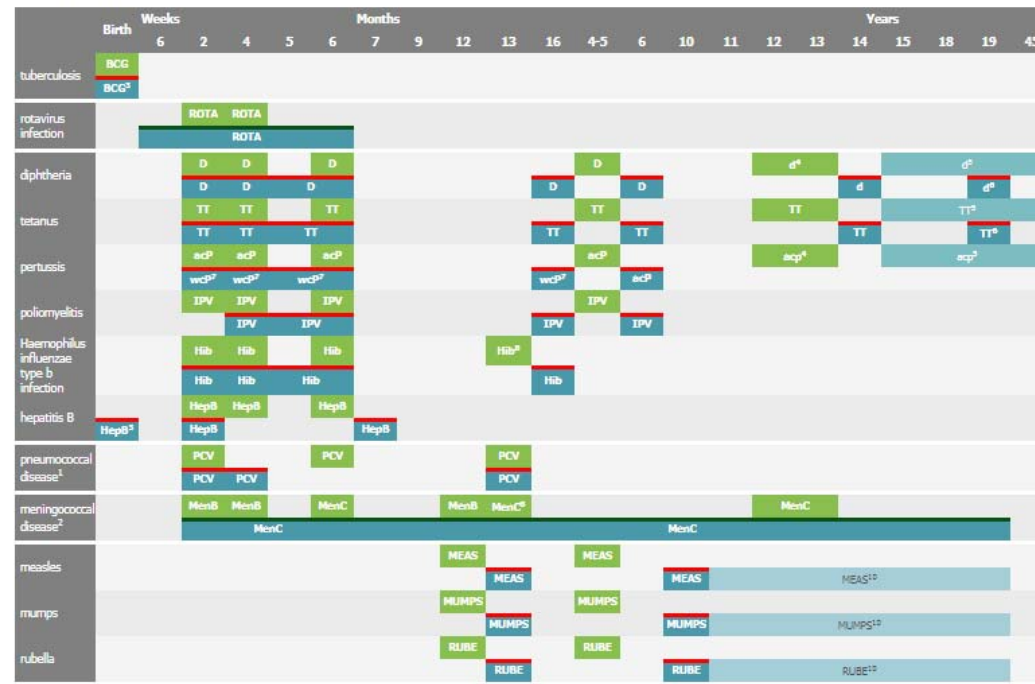 Weeks Months Years
Birth 6 2 4 5 6 7 9 12 13 16 4-5 6 10 11 12 13 14 15 18 19 45
tuberculosis
BCG
BCG³
rotavirus
infection
ROTA ROTA
ROTA
diphtheria
D D D D d⁴ d⁵
D D D D D d d⁶
tetanus
TT TT TT TT TT TT⁵
TT TT TT TT TT TT TT⁶
pertussis
acP acP acP acP acp⁴ acp⁵
wcP⁷ wcP⁷ wcP⁷ wcP⁷ acP
poliomyelitis
IPV IPV IPV IPV
IPV IPV IPV IPV
Haemophilus
influenzae
type b
infection
Hib Hib Hib Hib⁸
Hib Hib Hib Hib
hepatitis B
HepB HepB HepB
HepB³ HepB HepB
pneumococcal
disease¹
PCV PCV PCV
PCV PCV PCV
meningococcal
disease²
MenB MenB MenC MenB MenC⁸ MenC
MenC MenC
measles
MEAS MEAS
MEAS MEAS MEAS¹⁰
mumps
MUMPS MUMPS
MUMPS MUMPS MUMPS¹⁰
rubella
RUBE RUBE
RUBE RUBE RUBE¹⁰